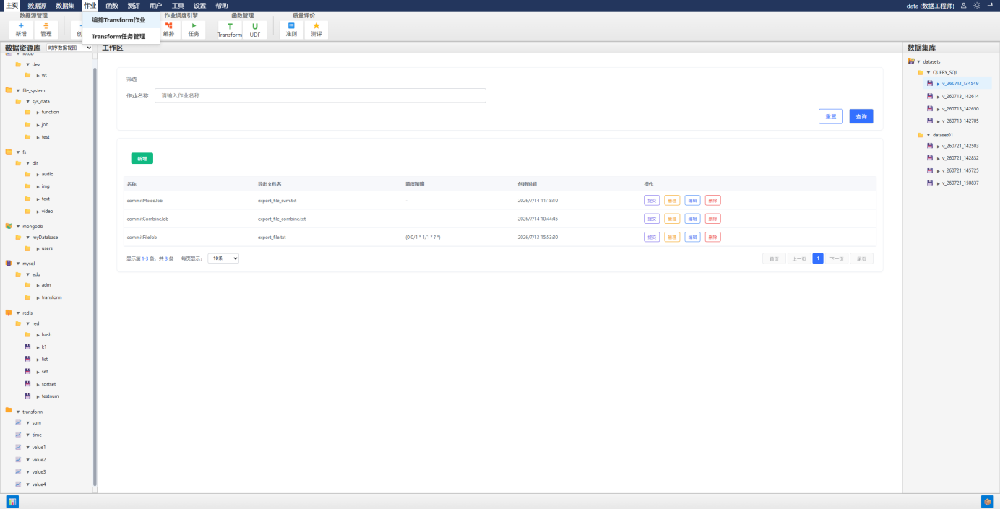 主页 数据源 数据集 作业 函数 测评 用户 工具 设置 帮助 data (数据工程师)
数据源管理 作业调度引擎 函数管理 质量评价
新增 管理 编排 任务 Transform UDF 准则 测评
编排Transform作业
Transform任务管理
数据资源库 时序数据视图 工作区 数据集库
iotdb
dev
wt
file_system
sys_data
function
job
test
fs
dir
audio
img
text
video
mongodb
myDatabase
users
mysql
edu
adm
transform
redis
red
hash
k1
list
set
sortset
testnum
transform
sum
time
value1
value2
value3
value4
筛选
作业名称 请输入作业名称
重置 查询
新增
名称 导出文件名 调度策略 创建时间 操作
commitMixedJob export_file_sum.txt - 2026/7/14 11:18:10 提交 管理 编辑 删除
commitCombineJob export_file_combine.txt - 2026/7/14 10:44:45 提交 管理 编辑 删除
commitFileJob export_file.txt (0 0/1 * 1/1 * ? *) 2026/7/13 15:53:30 提交 管理 编辑 删除
显示第 1-3 条，共 3 条 每页显示: 10条 首页 上一页 1 下一页 尾页
datasets
QUERY_SQL
v_260713_134549
v_260713_142614
v_260713_142650
v_260713_142705
dataset01
v_260721_142503
v_260721_142832
v_260721_145725
v_260721_150837